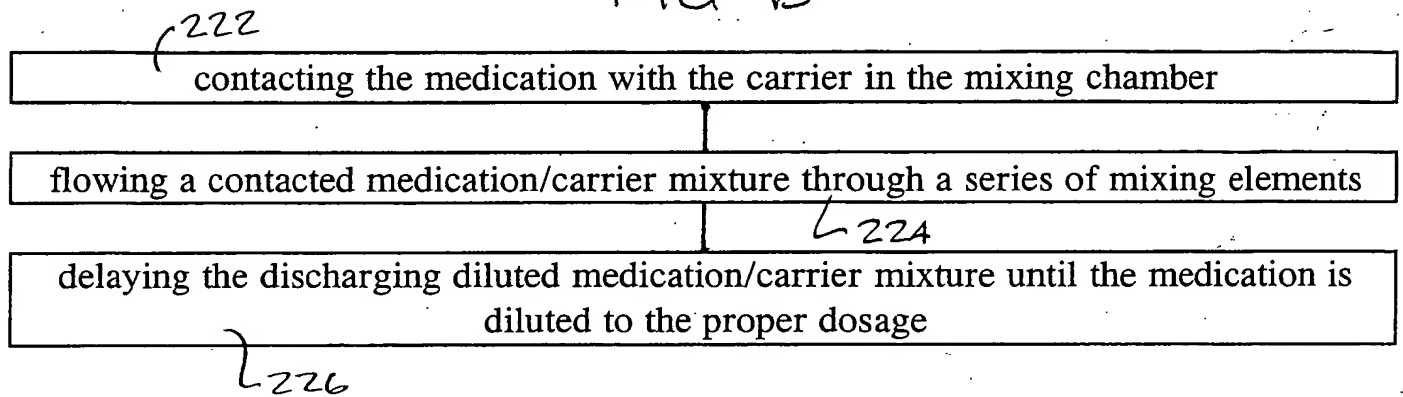 222
contacting the medication with the carrier in the mixing chamber
flowing a contacted medication/carrier mixture through a series of mixing elements
224
delaying the discharging diluted medication/carrier mixture until the medication is
diluted to the proper dosage
226